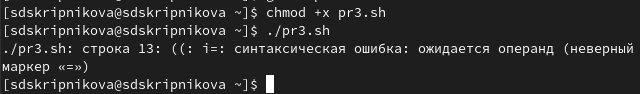 [sdskripnikova@sdskripnikova ~]$ chmod +x pr3.sh
[sdskripnikova@sdskripnikova ~]$ ./pr3.sh
./pr3.sh: строка 13: ((: i=: синтаксическая ошибка: ожидается операнд (неверный
маркер «=»)
[sdskripnikova@sdskripnikova ~]$